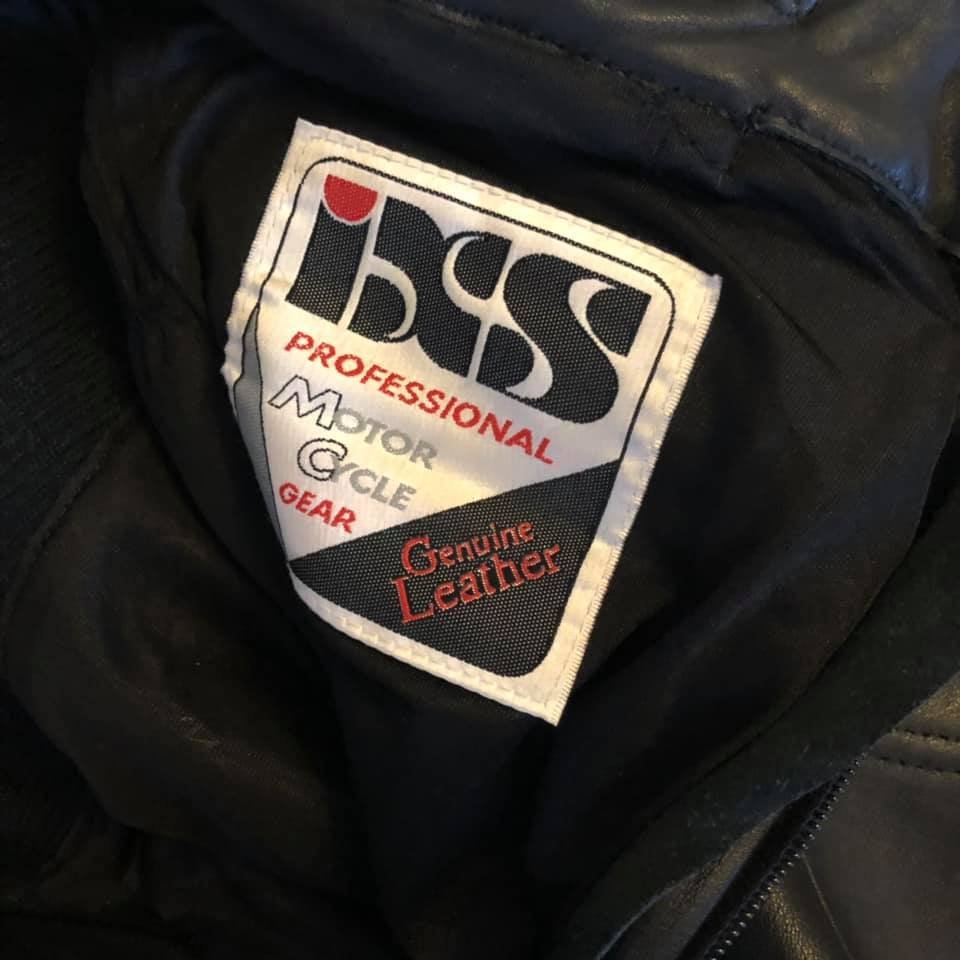 iXS
PROFESSIONAL
MOTOR
CYCLE
GEAR
Genuine
Leather